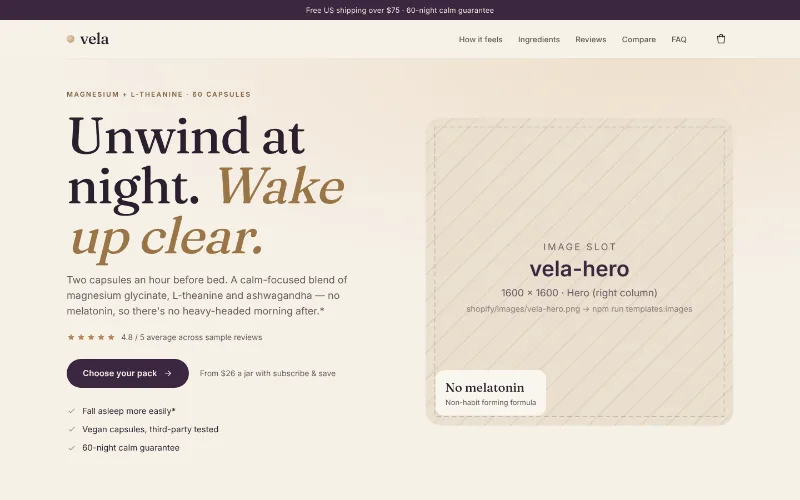 Free US shipping over $75 · 60-night calm guarantee
vela
How it feels
Ingredients
Reviews
Compare
FAQ
MAGNESIUM + L-THEANINE · 60 CAPSULES
Unwind at
night. Wake
up clear.
Two capsules an hour before bed. A calm-focused blend of
magnesium glycinate, L-theanine and ashwagandha — no
melatonin, so there's no heavy-headed morning after.*
4.8 / 5 average across sample reviews
Choose your pack →
From $26 a jar with subscribe & save
Fall asleep more easily*
Vegan capsules, third-party tested
60-night calm guarantee
IMAGE SLOT
vela-hero
1600 × 1600 · Hero (right column)
shopify/images/vela-hero.png → npm run templates:images
No melatonin
Non-habit forming formula